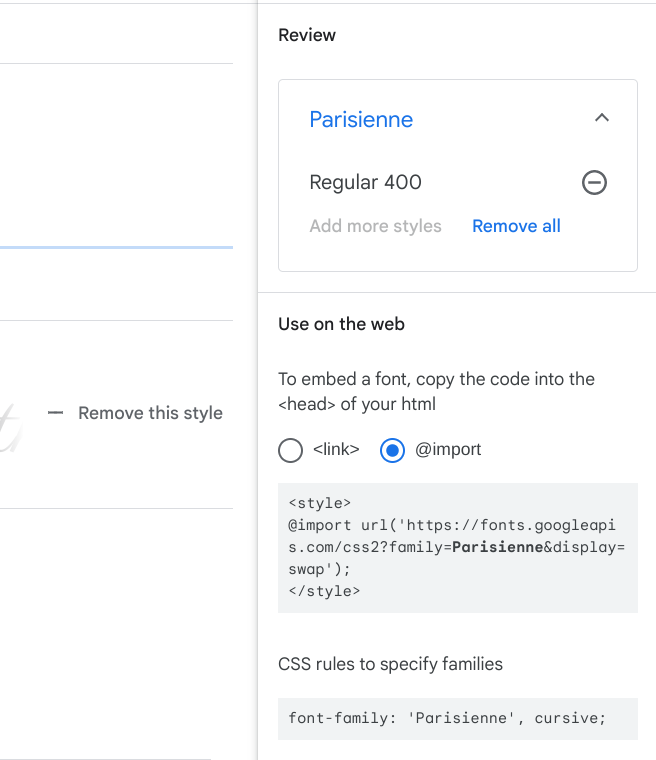 Review
Parisienne
Regular 400
Add more styles Remove all
Use on the web
To embed a font, copy the code into the
<head> of your html
<link> @import
<style>
@import url('https://fonts.googleapi
s.com/css2?family=Parisienne&display=
swap');
</style>
CSS rules to specify families
font-family: 'Parisienne', cursive;
Remove this style